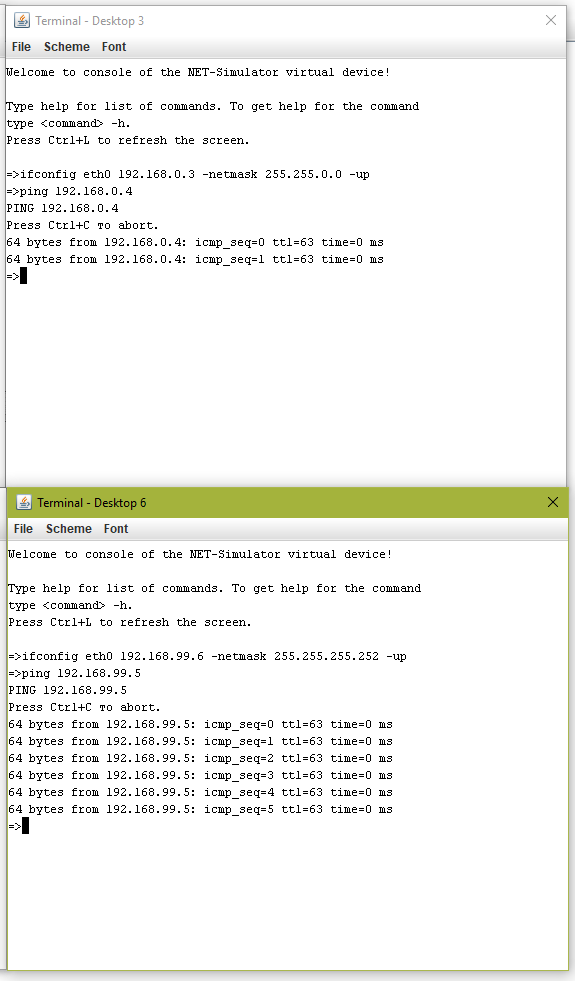 Terminal - Desktop 3
File Scheme Font
Welcome to console of the NET-Simulator virtual device!
Type help for list of commands. To get help for the command
type <command> -h.
Press Ctrl+L to refresh the screen.
=>ifconfig eth0 192.168.0.3 -netmask 255.255.0.0 -up
=>ping 192.168.0.4
PING 192.168.0.4
Press Ctrl+C to abort.
64 bytes from 192.168.0.4: icmp_seq=0 ttl=63 time=0 ms
64 bytes from 192.168.0.4: icmp_seq=1 ttl=63 time=0 ms
=>
Terminal - Desktop 6
File Scheme Font
Welcome to console of the NET-Simulator virtual device!
Type help for list of commands. To get help for the command
type <command> -h.
Press Ctrl+L to refresh the screen.
=>ifconfig eth0 192.168.99.6 -netmask 255.255.255.252 -up
=>ping 192.168.99.5
PING 192.168.99.5
Press Ctrl+C to abort.
64 bytes from 192.168.99.5: icmp_seq=0 ttl=63 time=0 ms
64 bytes from 192.168.99.5: icmp_seq=1 ttl=63 time=0 ms
64 bytes from 192.168.99.5: icmp_seq=2 ttl=63 time=0 ms
64 bytes from 192.168.99.5: icmp_seq=3 ttl=63 time=0 ms
64 bytes from 192.168.99.5: icmp_seq=4 ttl=63 time=0 ms
64 bytes from 192.168.99.5: icmp_seq=5 ttl=63 time=0 ms
=>